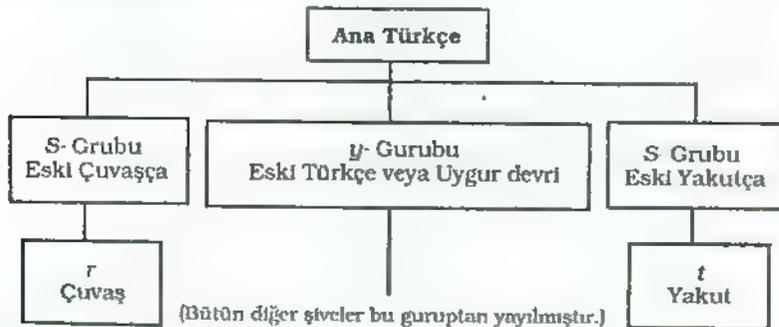 Ana Türkçe
S- Grubu
Eski Çuvaşça
y- Gurubu
Eski Türkçe veya Uygur devri
S Grubu
Eski Yakutça
r
Çuvaş
(Bütün diğer şiveler bu guruptan yayılmıştır.)
t
Yakut